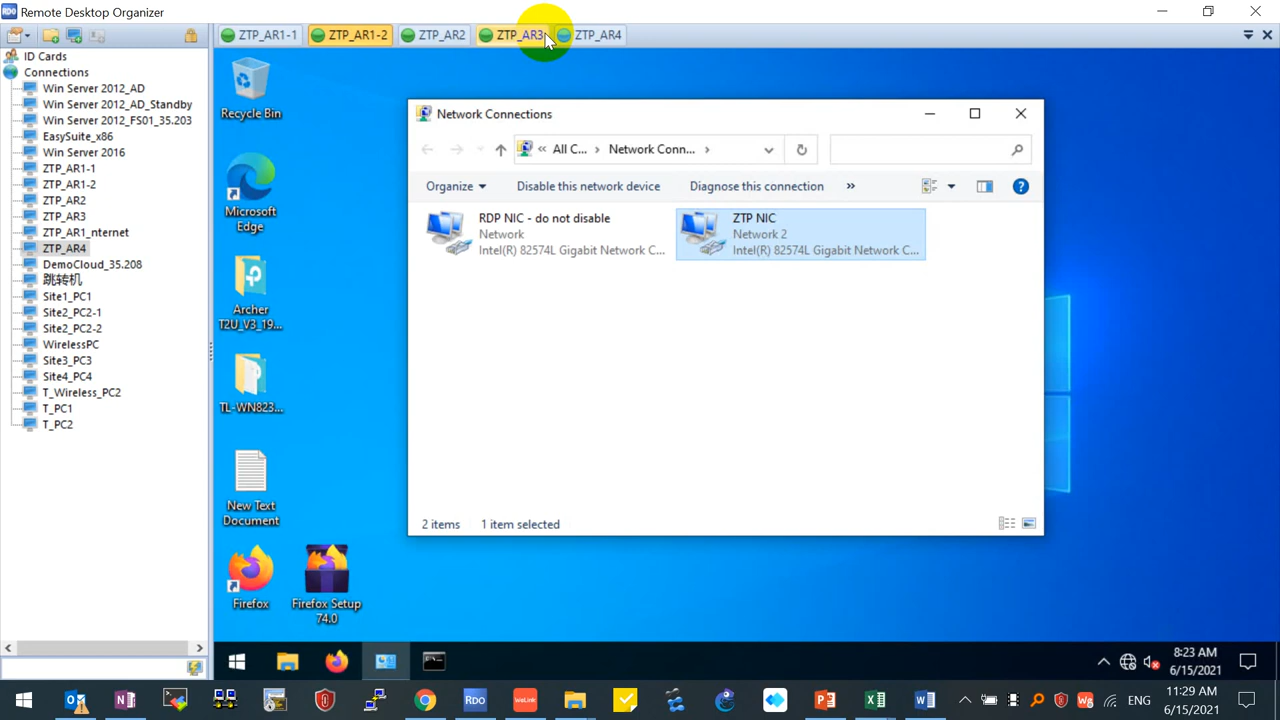 RDO Remote Desktop Organizer
ZTP_AR1-1 ZTP_AR1-2 ZTP_AR2 ZTP_AR3 ZTP_AR4
ID Cards
Connections
Win Server 2012_AD
Win Server 2012_AD_Standby
Win Server 2012_FS01_35.203
EasySuite_x86
Win Server 2016
ZTP_AR1-1
ZTP_AR1-2
ZTP_AR2
ZTP_AR3
ZTP_AR1_nternet
ZTP_AR4
DemoCloud_35.208
跳转机
Site1_PC1
Site2_PC2-1
Site2_PC2-2
WirelessPC
Site3_PC3
Site4_PC4
T_Wireless_PC2
T_PC1
T_PC2
Recycle Bin
Microsoft
Edge
Archer
T2U_V3_19...
TL-WN823...
New Text
Document
Firefox
Firefox Setup
74.0
Network Connections
« All C... › Network Conn... ›
Organize Disable this network device Diagnose this connection »
RDP NIC - do not disable
Network
Intel(R) 82574L Gigabit Network C...
ZTP NIC
Network 2
Intel(R) 82574L Gigabit Network C...
2 items 1 item selected
8:23 AM
6/15/2021
RDO
WeLink
ENG
11:29 AM
6/15/2021